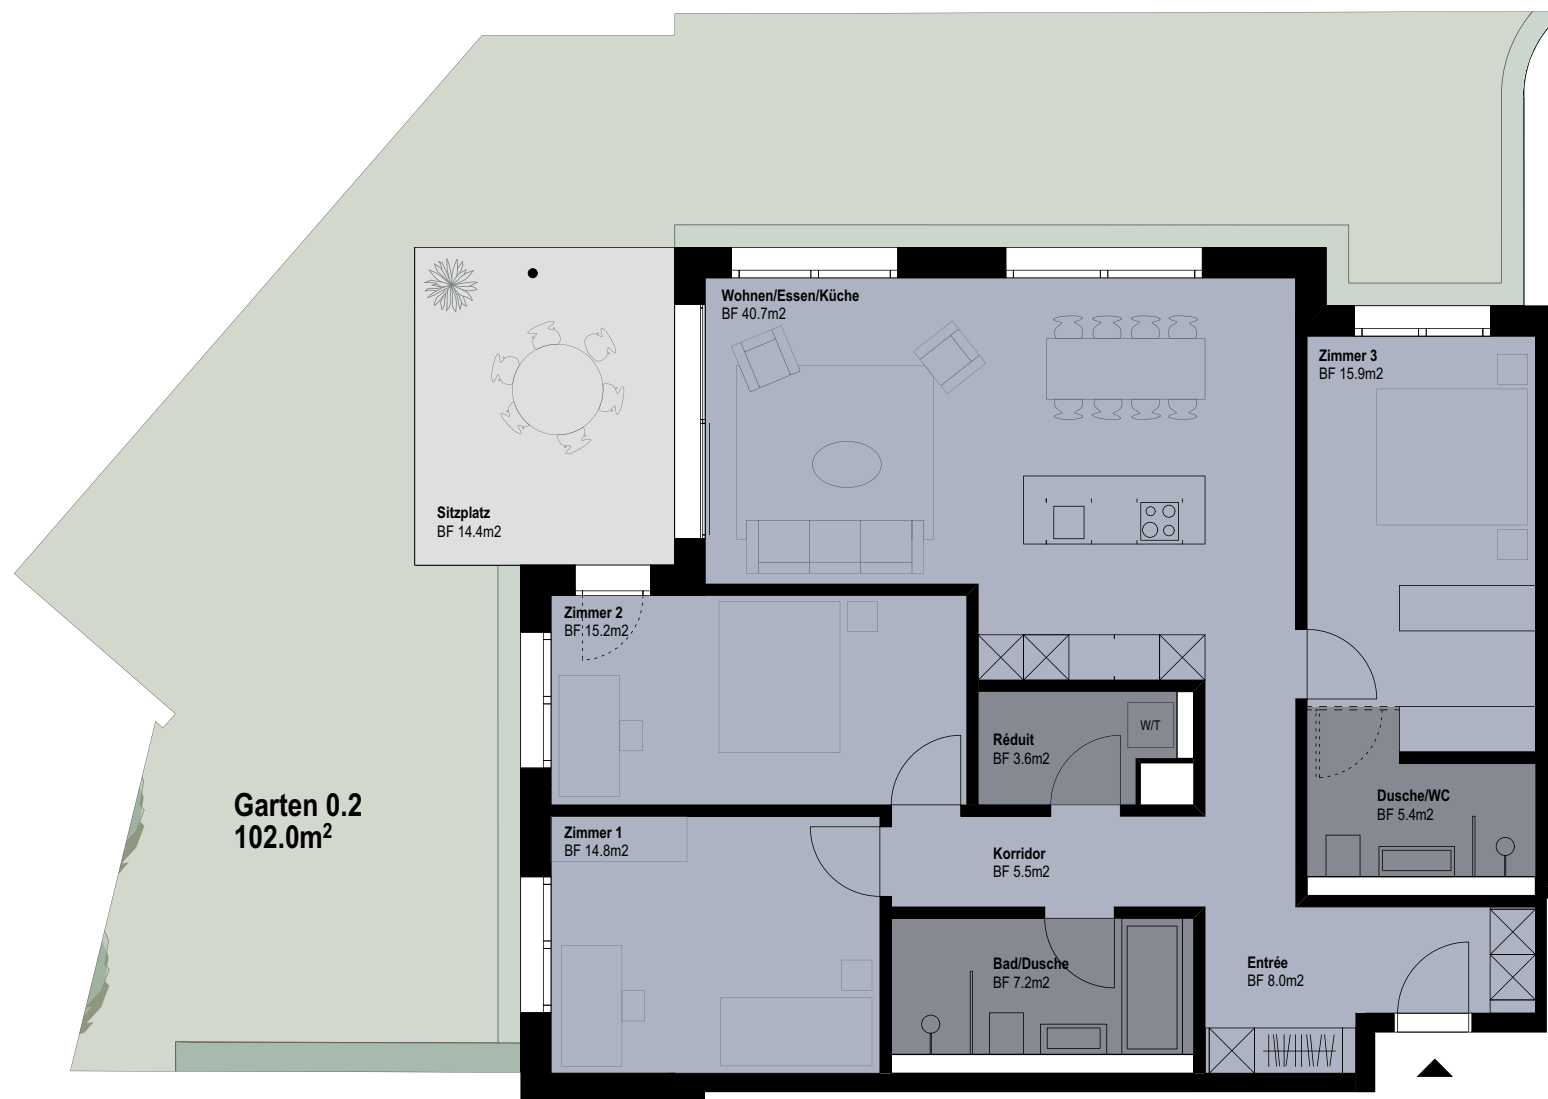 Wohnen/Essen/Küche
BF 40.7m2
Zimmer 3
BF 15.9m2
Sitzplatz
BF 14.4m2
Zimmer 2
BF 15.2m2
W/T
Réduit
BF 3.6m2
Garten 0.2
102.0m²
Zimmer 1
BF 14.8m2
Dusche/WC
BF 5.4m2
Korridor
BF 5.5m2
Bad/Dusche
BF 7.2m2
Entrée
BF 8.0m2